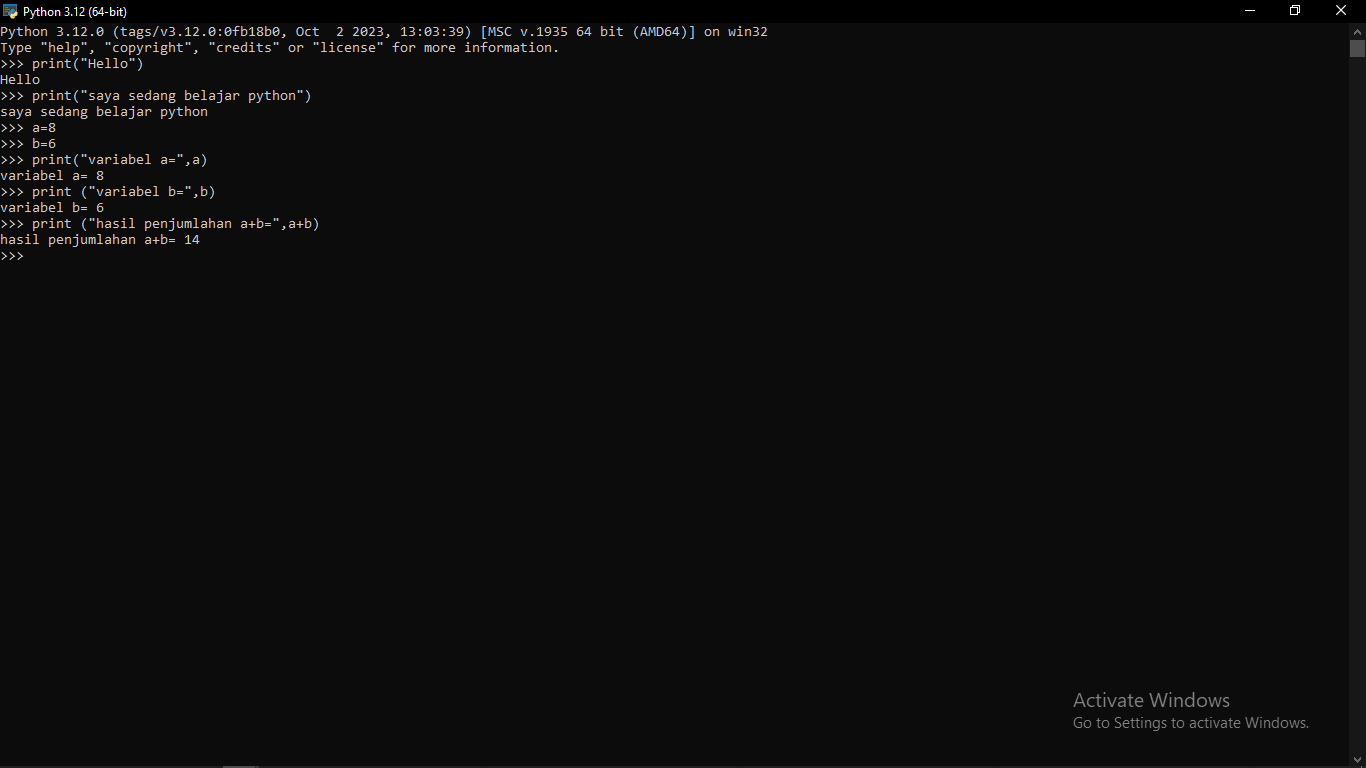 Python 3.12 (64-bit)
Python 3.12.0 (tags/v3.12.0:0fb18b0, Oct  2 2023, 13:03:39) [MSC v.1935 64 bit (AMD64)] on win32
Type "help", "copyright", "credits" or "license" for more information.
>>> print("Hello")
Hello
>>> print("saya sedang belajar python")
saya sedang belajar python
>>> a=8
>>> b=6
>>> print("variabel a=",a)
variabel a= 8
>>> print ("variabel b=",b)
variabel b= 6
>>> print ("hasil penjumlahan a+b=",a+b)
hasil penjumlahan a+b= 14
>>>
Activate Windows
Go to Settings to activate Windows.